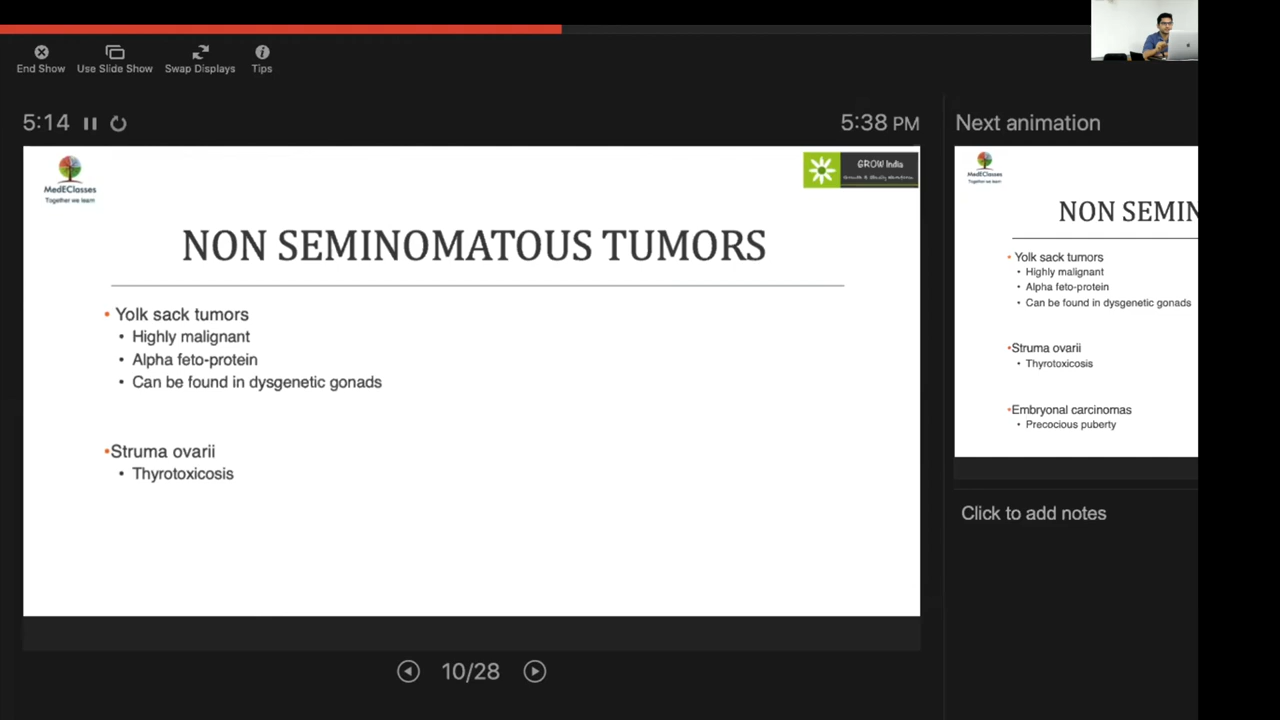 End Show
Use Slide Show
Swap Displays
Tips
5:14
5:38 PM
Next animation
MedEClasses
Together we learn
GROW India
NON SEMINOMATOUS TUMORS
• Yolk sack tumors
• Highly malignant
• Alpha feto-protein
• Can be found in dysgenetic gonads
•Struma ovarii
• Thyrotoxicosis
10/28
MedEClasses
Together we learn
NON SEMIN
• Yolk sack tumors
• Highly malignant
• Alpha feto-protein
• Can be found in dysgenetic gonads
•Struma ovarii
• Thyrotoxicosis
•Embryonal carcinomas
• Precocious puberty
Click to add notes